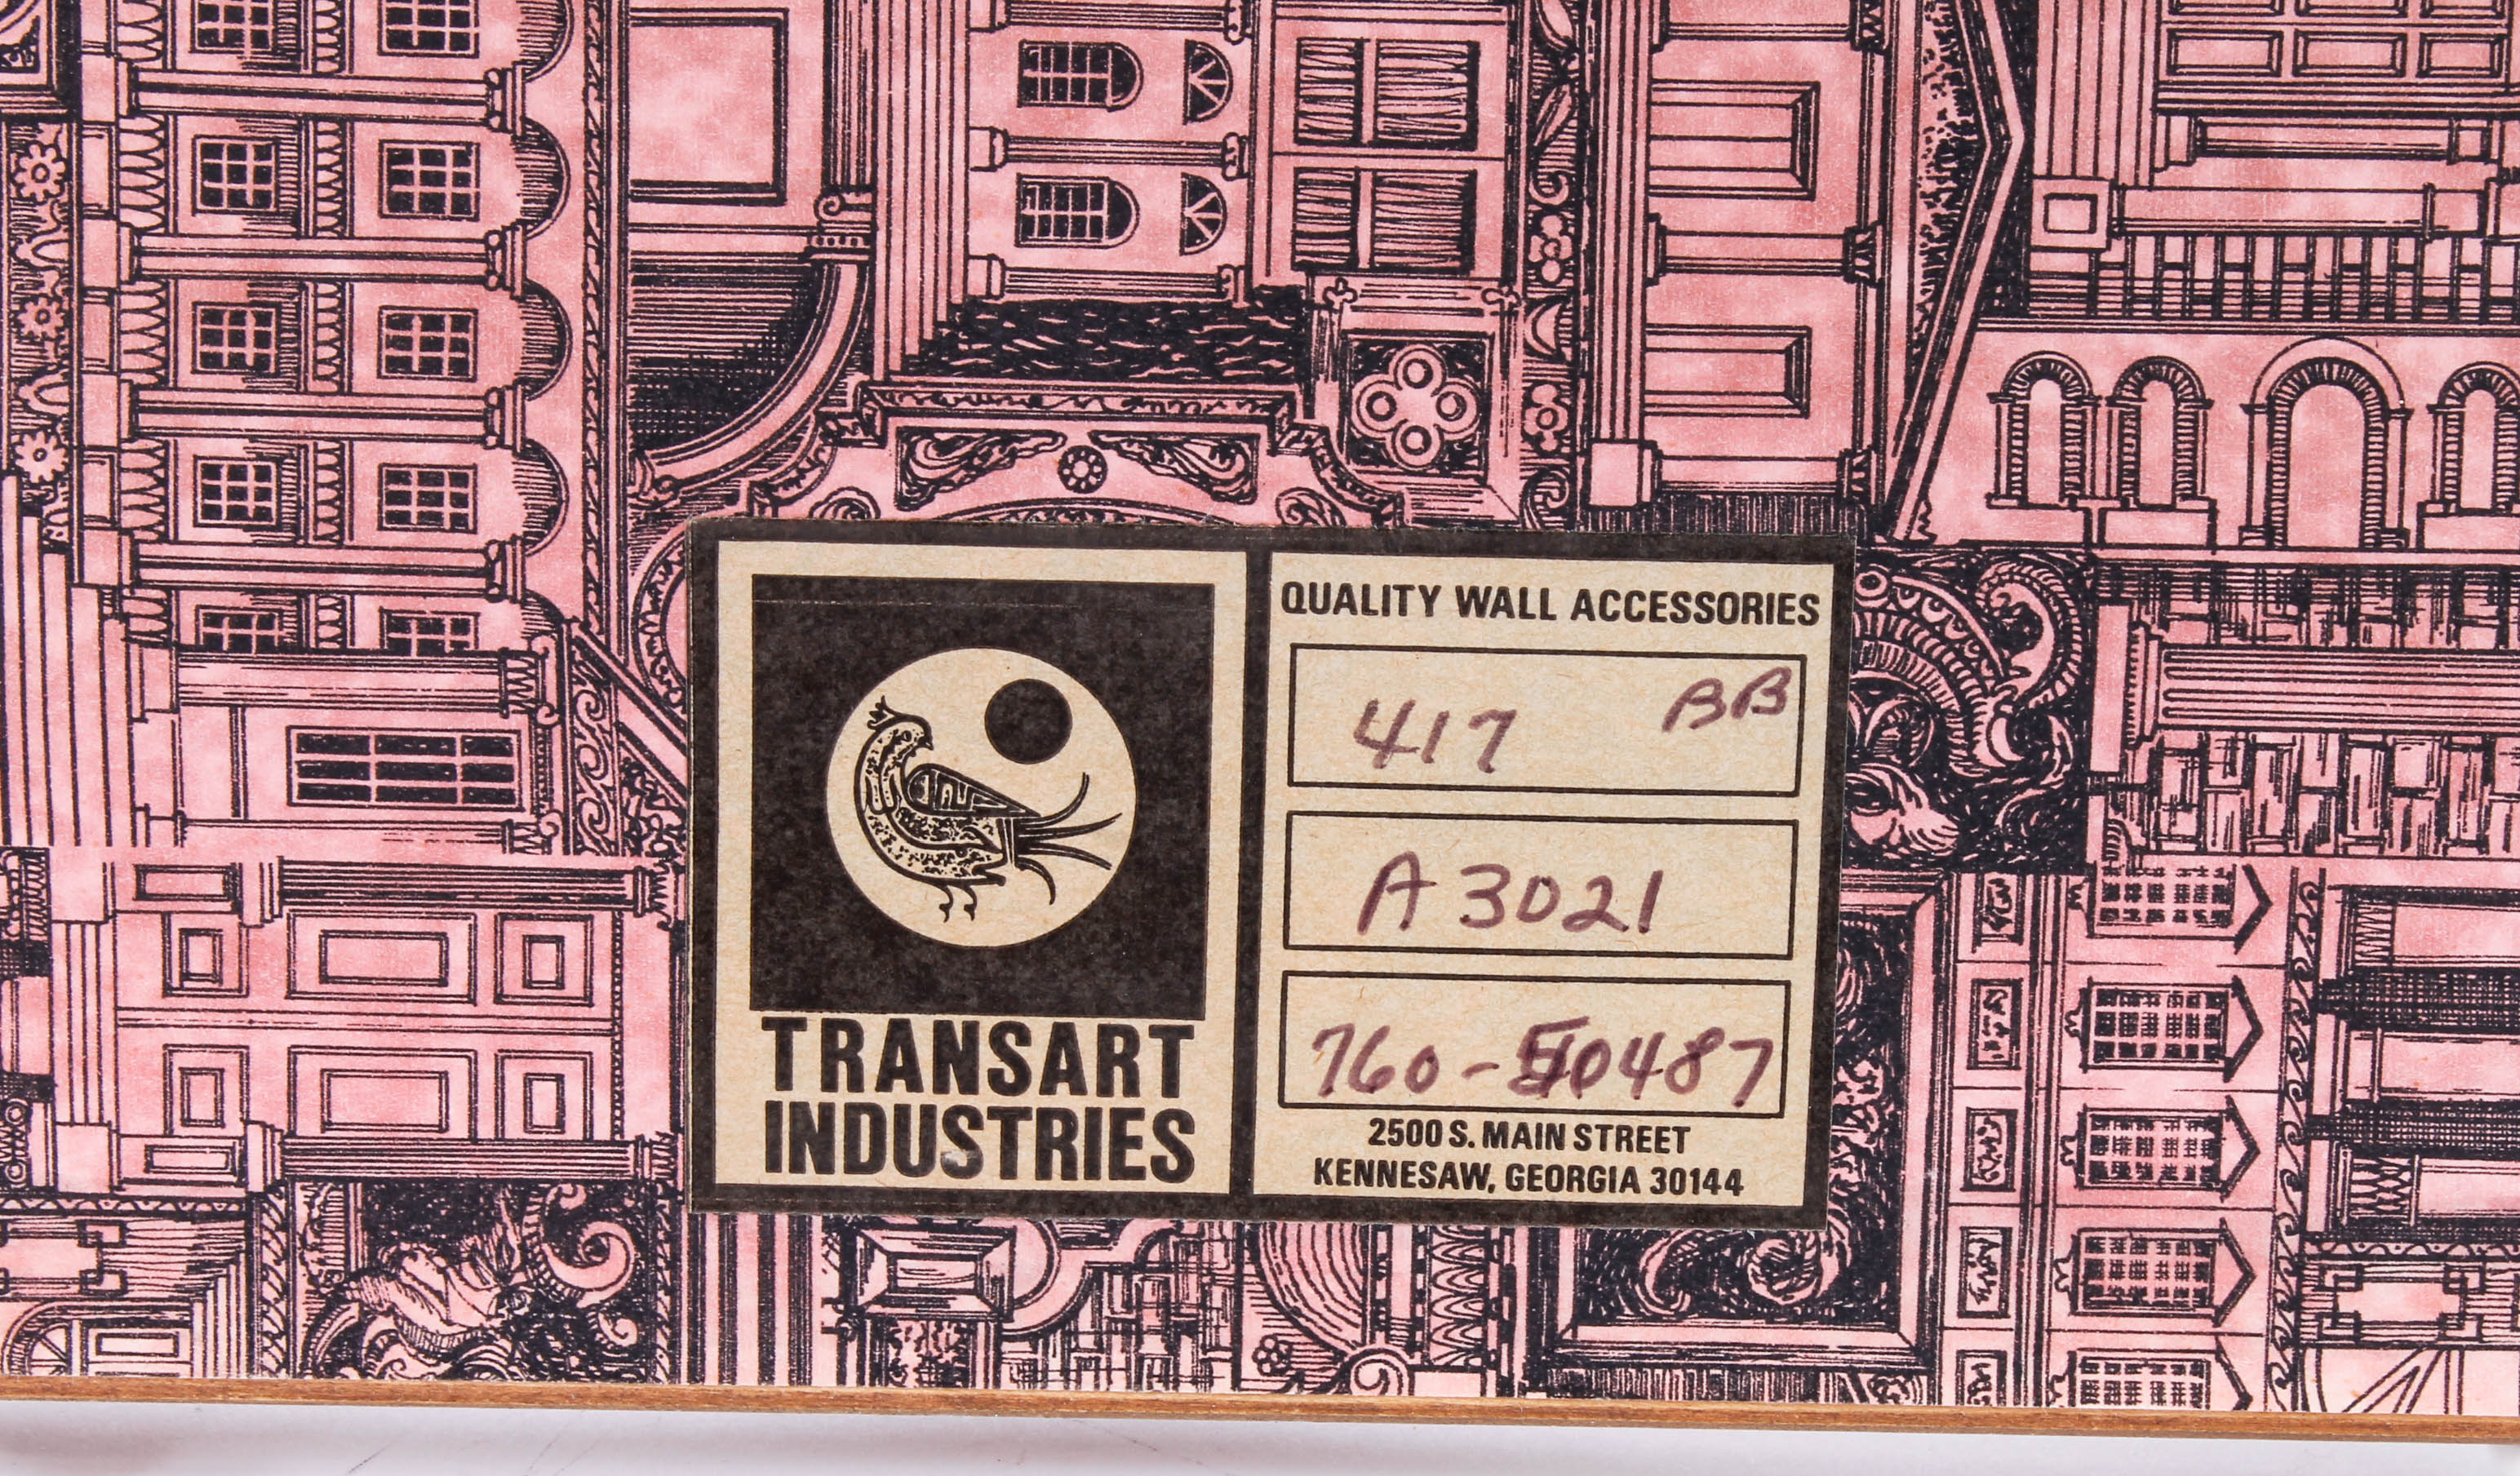 TRANSART
INDUSTRIES
QUALITY WALL ACCESSORIES
417 BB
A3021
2500 S. MAIN STREET
KENNESAW, GEORGIA 30144